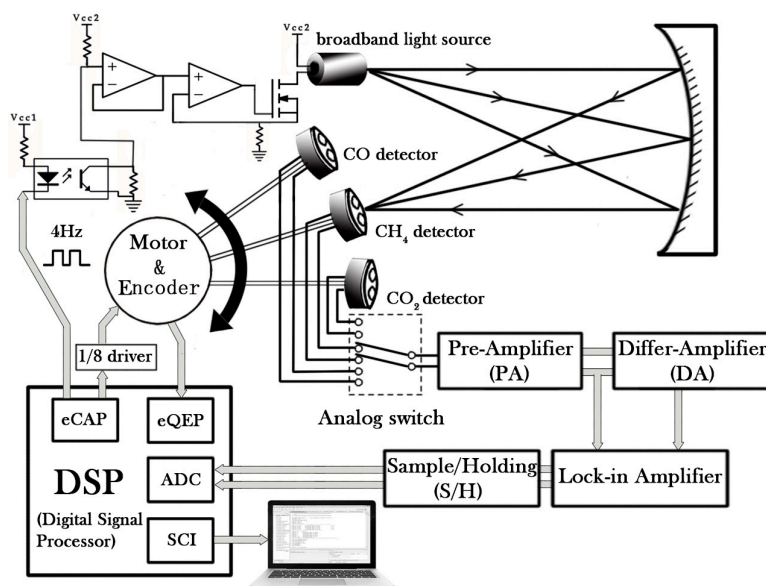 Vcc2
Vcc2
broadband light source
Vcc1
CO detector
4Hz
CH4 detector
Motor
&
Encoder
CO2 detector
1/8 driver
Pre-Amplifier
(PA)
Differ-Amplifier
(DA)
Analog switch
eCAP
eQEP
DSP
(Digital Signal
Processor)
ADC
SCI
Sample/Holding
(S/H)
Lock-in Amplifier
+
−
+
−